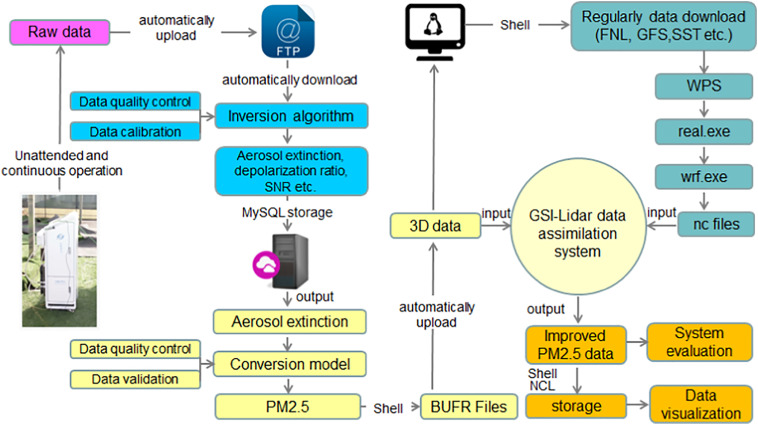 Raw data
automatically
upload
FTP
automatically download
Data quality control
Data calibration
Inversion algorithm
Unattended and
continuous operation
Aerosol extinction,
depolarization ratio,
SNR etc.
MySQL storage
output
Aerosol extinction
Data quality control
Data validation
Conversion model
PM2.5
Shell
BUFR Files
automatically
upload
3D data
input
Shell
Regularly data download
(FNL, GFS,SST etc.)
WPS
real.exe
wrf.exe
nc files
input
GSI-Lidar data
assimilation
system
output
Improved
PM2.5 data
System
evaluation
Shell
NCL
storage
Data
visualization